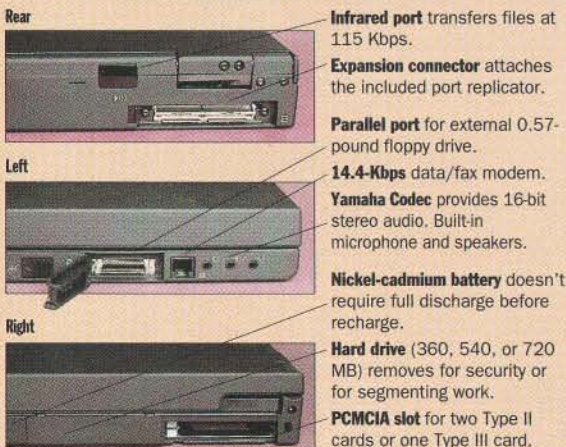 Rear
Infrared port transfers files at
115 Kbps.
Expansion connector attaches
the included port replicator.
Parallel port for external 0.57-
pound floppy drive.
Left
14.4-Kbps data/fax modem.
Yamaha Codec provides 16-bit
stereo audio. Built-in
microphone and speakers.
Nickel-cadmium battery doesn't
require full discharge before
recharge.
Right
Hard drive (360, 540, or 720
MB) removes for security or
for segmenting work.
PCMCIA slot for two Type II
cards or one Type III card.